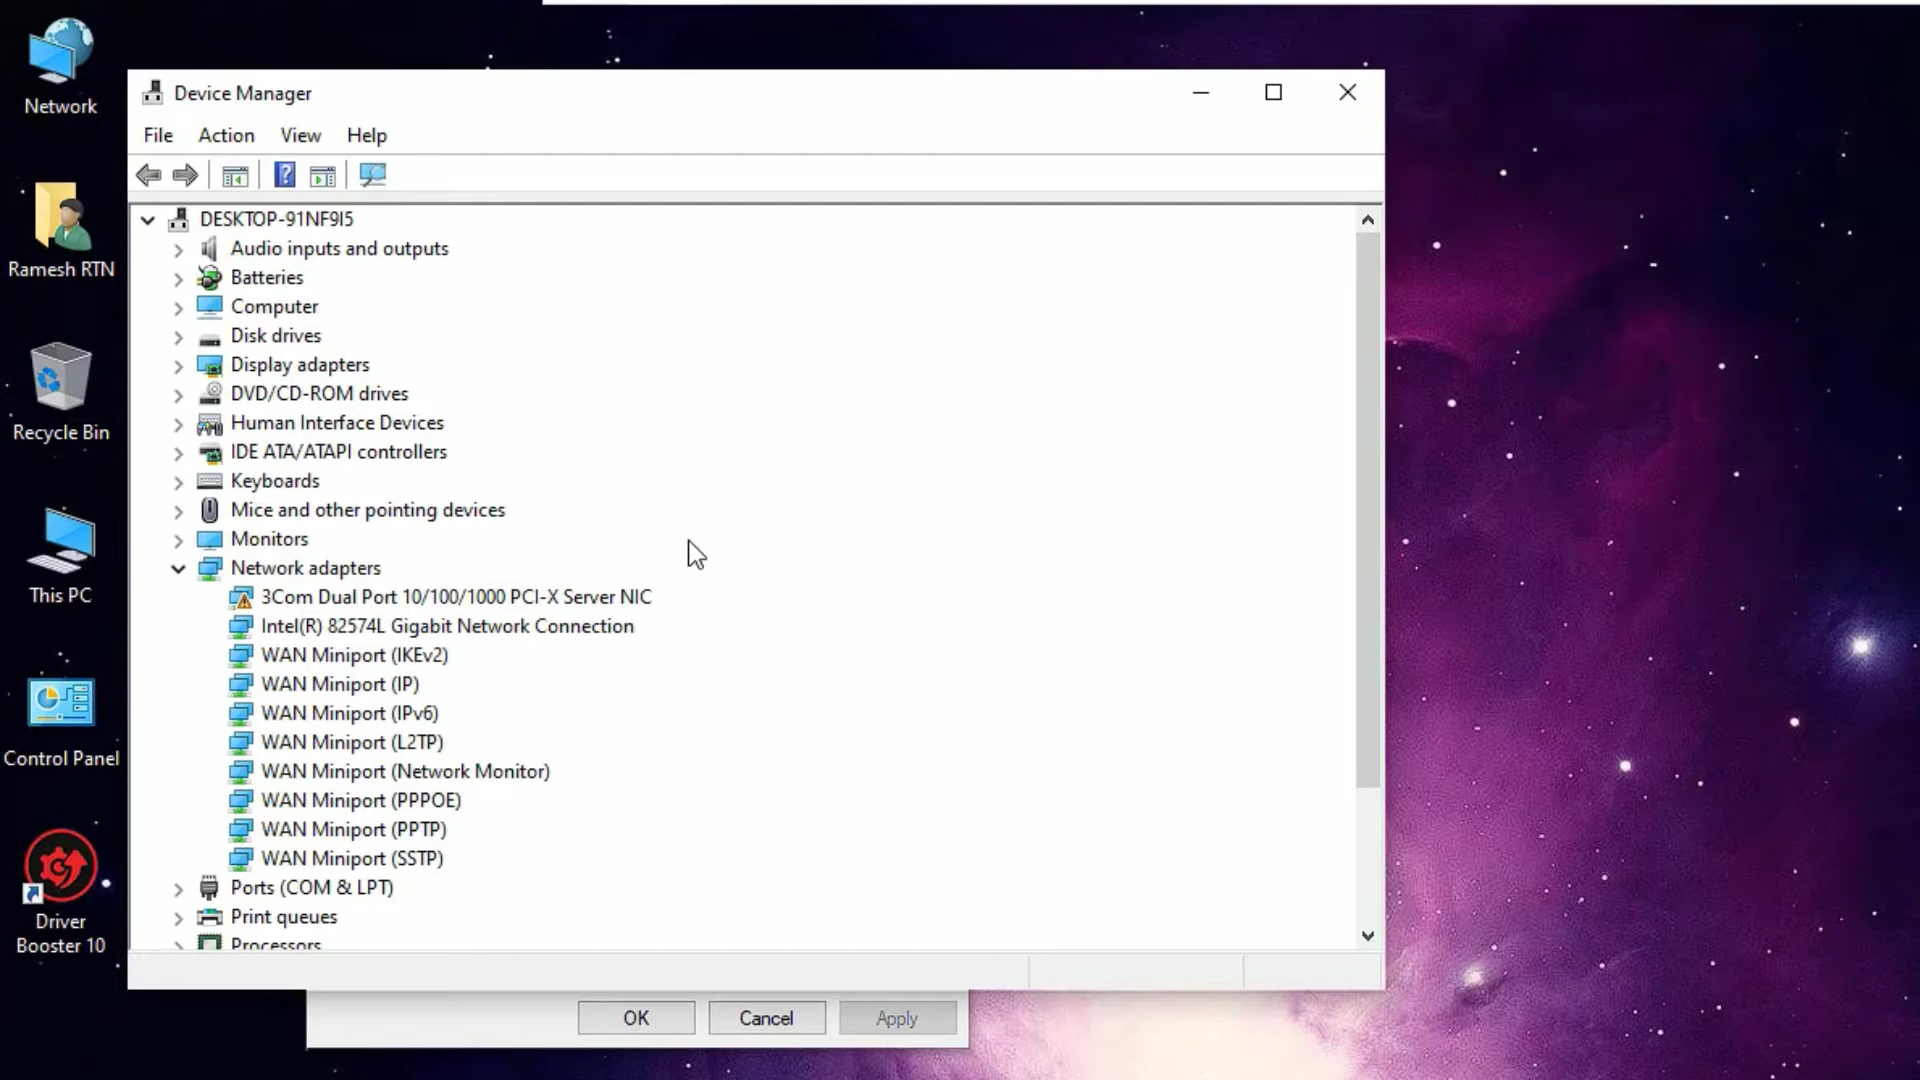 Network
Ramesh RTN
Recycle Bin
This PC
Control Panel
Driver
Booster 10
Device Manager
File Action View Help
DESKTOP-91NF9I5
Audio inputs and outputs
Batteries
Computer
Disk drives
Display adapters
DVD/CD-ROM drives
Human Interface Devices
IDE ATA/ATAPI controllers
Keyboards
Mice and other pointing devices
Monitors
Network adapters
3Com Dual Port 10/100/1000 PCI-X Server NIC
Intel(R) 82574L Gigabit Network Connection
WAN Miniport (IKEv2)
WAN Miniport (IP)
WAN Miniport (IPv6)
WAN Miniport (L2TP)
WAN Miniport (Network Monitor)
WAN Miniport (PPPOE)
WAN Miniport (PPTP)
WAN Miniport (SSTP)
Ports (COM & LPT)
Print queues
Processors
OK Cancel Apply